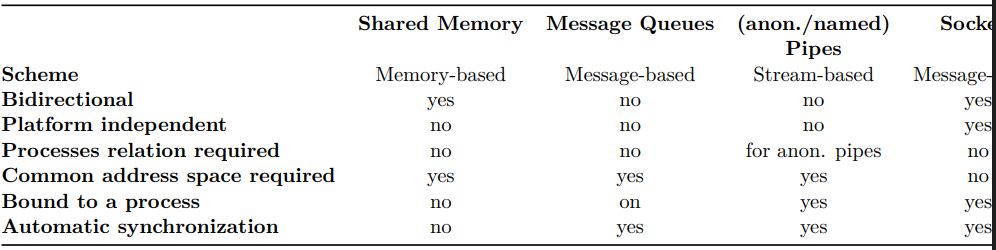 Shared Memory Message Queues (anon./named) Socke
Pipes
Scheme Memory-based Message-based Stream-based Message-
Bidirectional yes no no yes
Platform independent no no no yes
Processes relation required no no for anon. pipes no
Common address space required yes yes yes no
Bound to a process no on yes yes
Automatic synchronization no yes yes yes